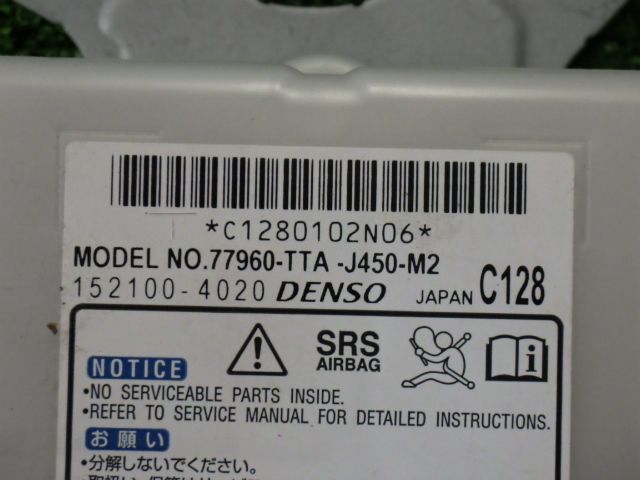 *C1280102N06*
MODEL NO.77960-TTA -J450-M2
152100-4020 DENSO JAPAN C128
SRS
AIRBAG
NOTICE
•NO SERVICEABLE PARTS INSIDE.
•REFER TO SERVICE MANUAL FOR DETAILED INSTRUCTIONS.
お願い
•分解しないでください。